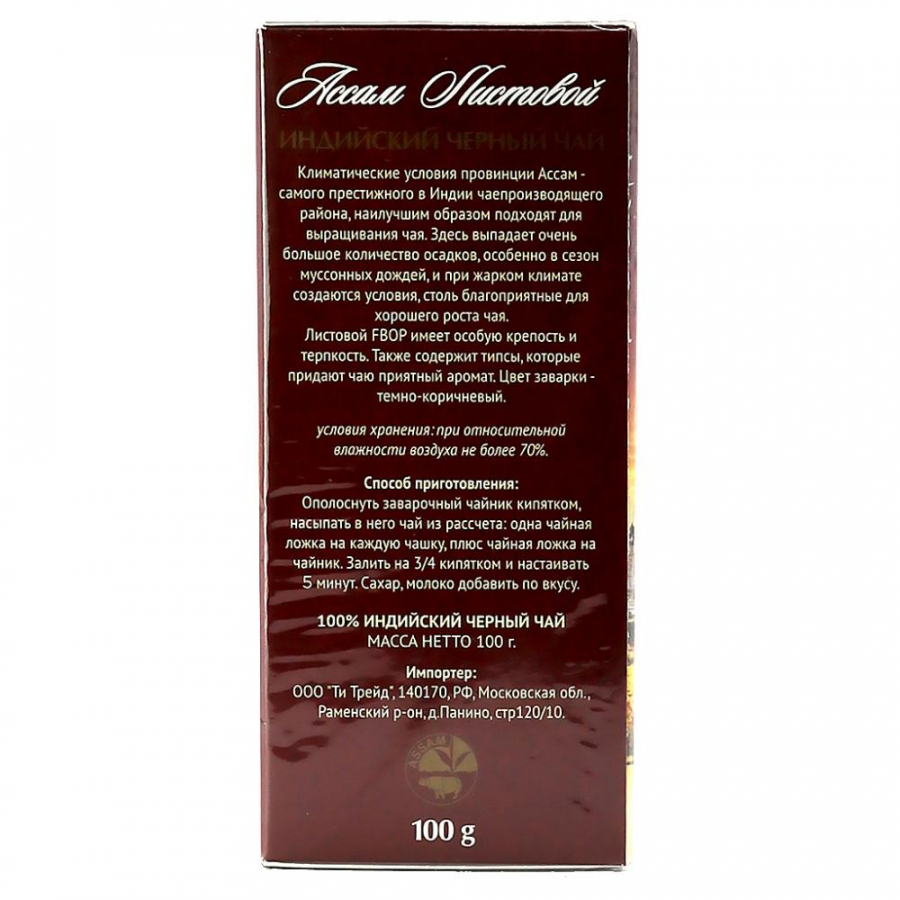 Ассам Листовой
ИНДИЙСКИЙ ЧЕРНЫЙ ЧАЙ
Климатические условия провинции Ассам -
самого престижного в Индии чаепроизводящего
района, наилучшим образом подходят для
выращивания чая. Здесь выпадает очень
большое количество осадков, особенно в сезон
муссонных дождей, и при жарком климате
создаются условия, столь благоприятные для
хорошего роста чая.
Листовой FBOP имеет особую крепость и
терпкость. Также содержит типсы, которые
придают чаю приятный аромат. Цвет заварки -
темно-коричневый.
условия хранения: при относительной
влажности воздуха не более 70%.
Способ приготовления:
Ополоснуть заварочный чайник кипятком,
насыпать в него чай из рассчета: одна чайная
ложка на каждую чашку, плюс чайная ложка на
чайник. Залить на 3/4 кипятком и настаивать
5 минут. Сахар, молоко добавить по вкусу.
100% ИНДИЙСКИЙ ЧЕРНЫЙ ЧАЙ
МАССА НЕТТО 100 г.
Импортер:
ООО "Ти Трейд", 140170, РФ, Московская обл.,
Раменский р-он, д.Панино, стр120/10.
ASSAM
100 g